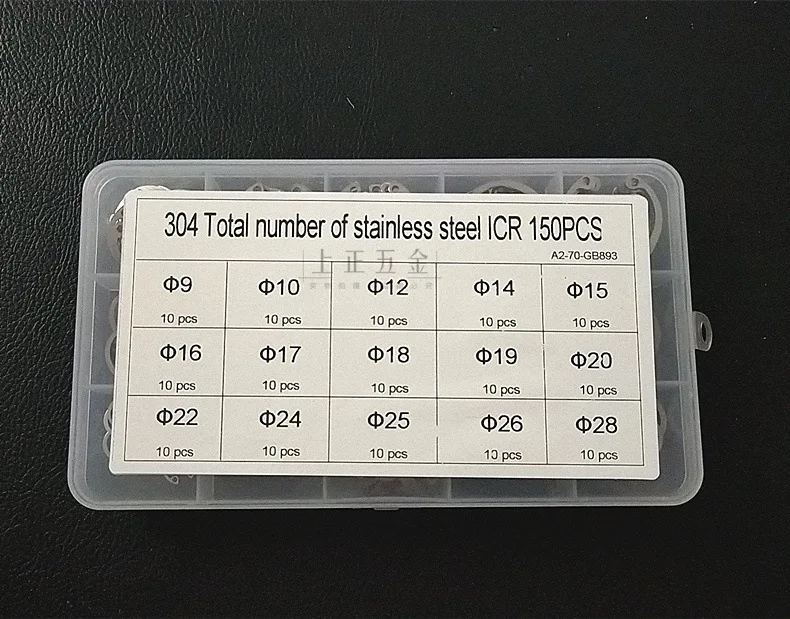 304 Total number of stainless steel ICR 150PCS
A2-70-GB893
上正五金
Φ9 Φ10 Φ12 Φ14 Φ15
10 pcs 10 pcs 10 pcs 10 pcs 10 pcs
Φ16 Φ17 Φ18 Φ19 Φ20
10 pcs 10 pcs 10 pcs 10 pcs 10 pcs
Φ22 Φ24 Φ25 Φ26 Φ28
10 pcs 10 pcs 10 pcs 10 pcs 10 pcs